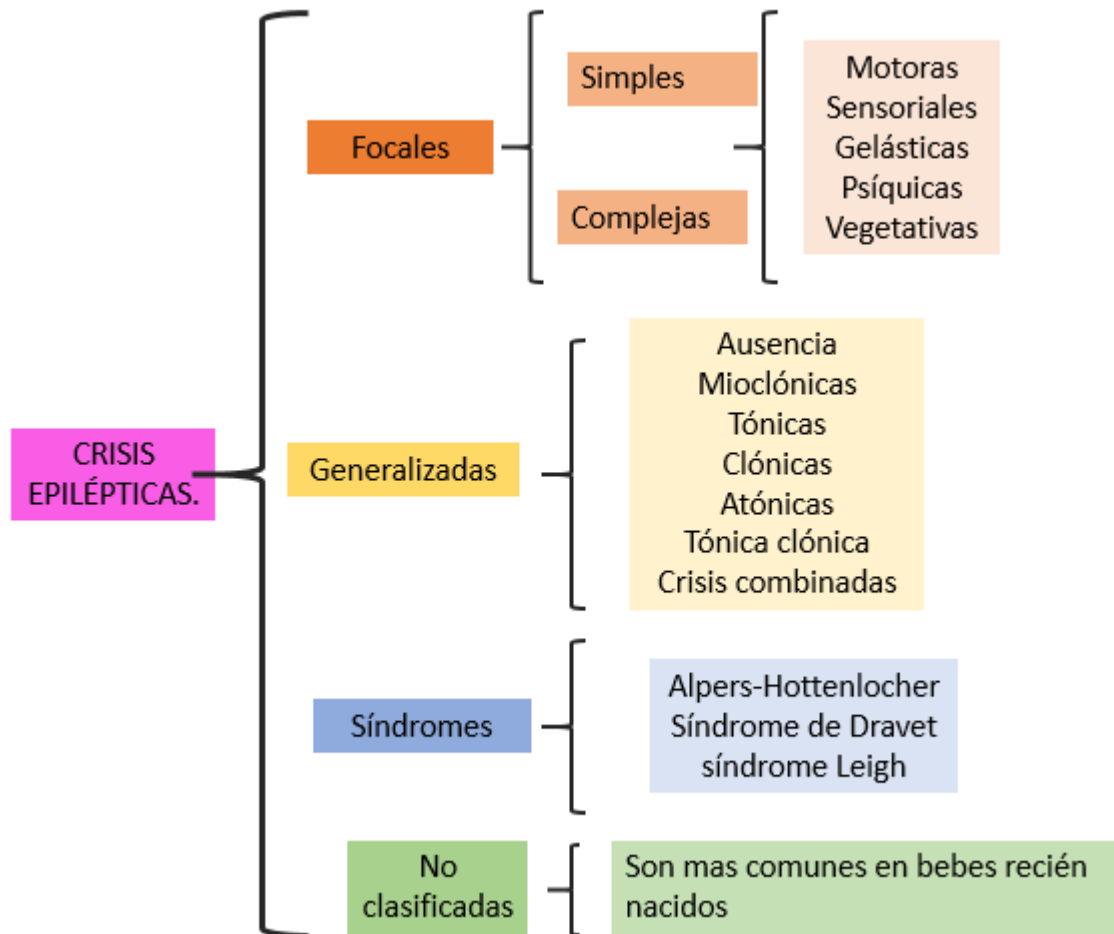 CRISIS
EPILÉPTICAS.
Focales
Simples
Complejas
Motoras
Sensoriales
Gelásticas
Psíquicas
Vegetativas
Generalizadas
Ausencia
Mioclónicas
Tónicas
Clónicas
Atónicas
Tónica clónica
Crisis combinadas
Síndromes
Alpers-Hottenlocher
Síndrome de Dravet
síndrome Leigh
No
clasificadas
Son mas comunes en bebes recién
nacidos